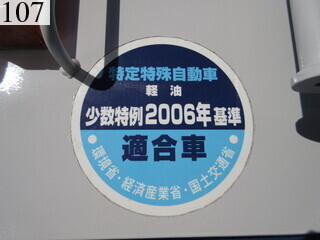 107
特定特殊自動車
軽油
少数特例2006年基準
適合車
環境省・経済産業省・国土交通省